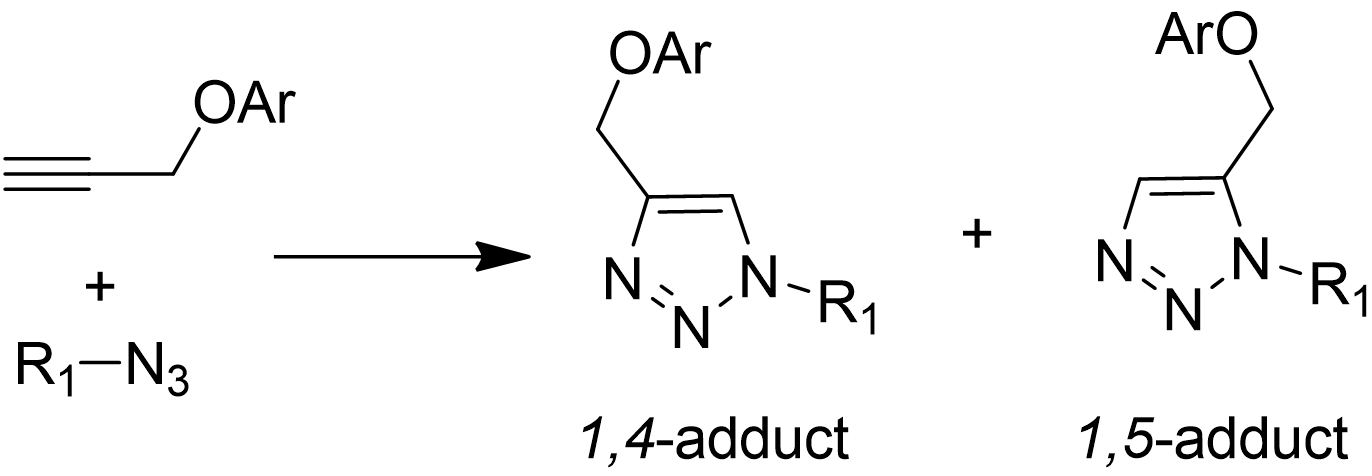 OAr
+
R1–N3
OAr
N
N
N
R1
1,4-adduct
+
ArO
N
N
N
R1
1,5-adduct